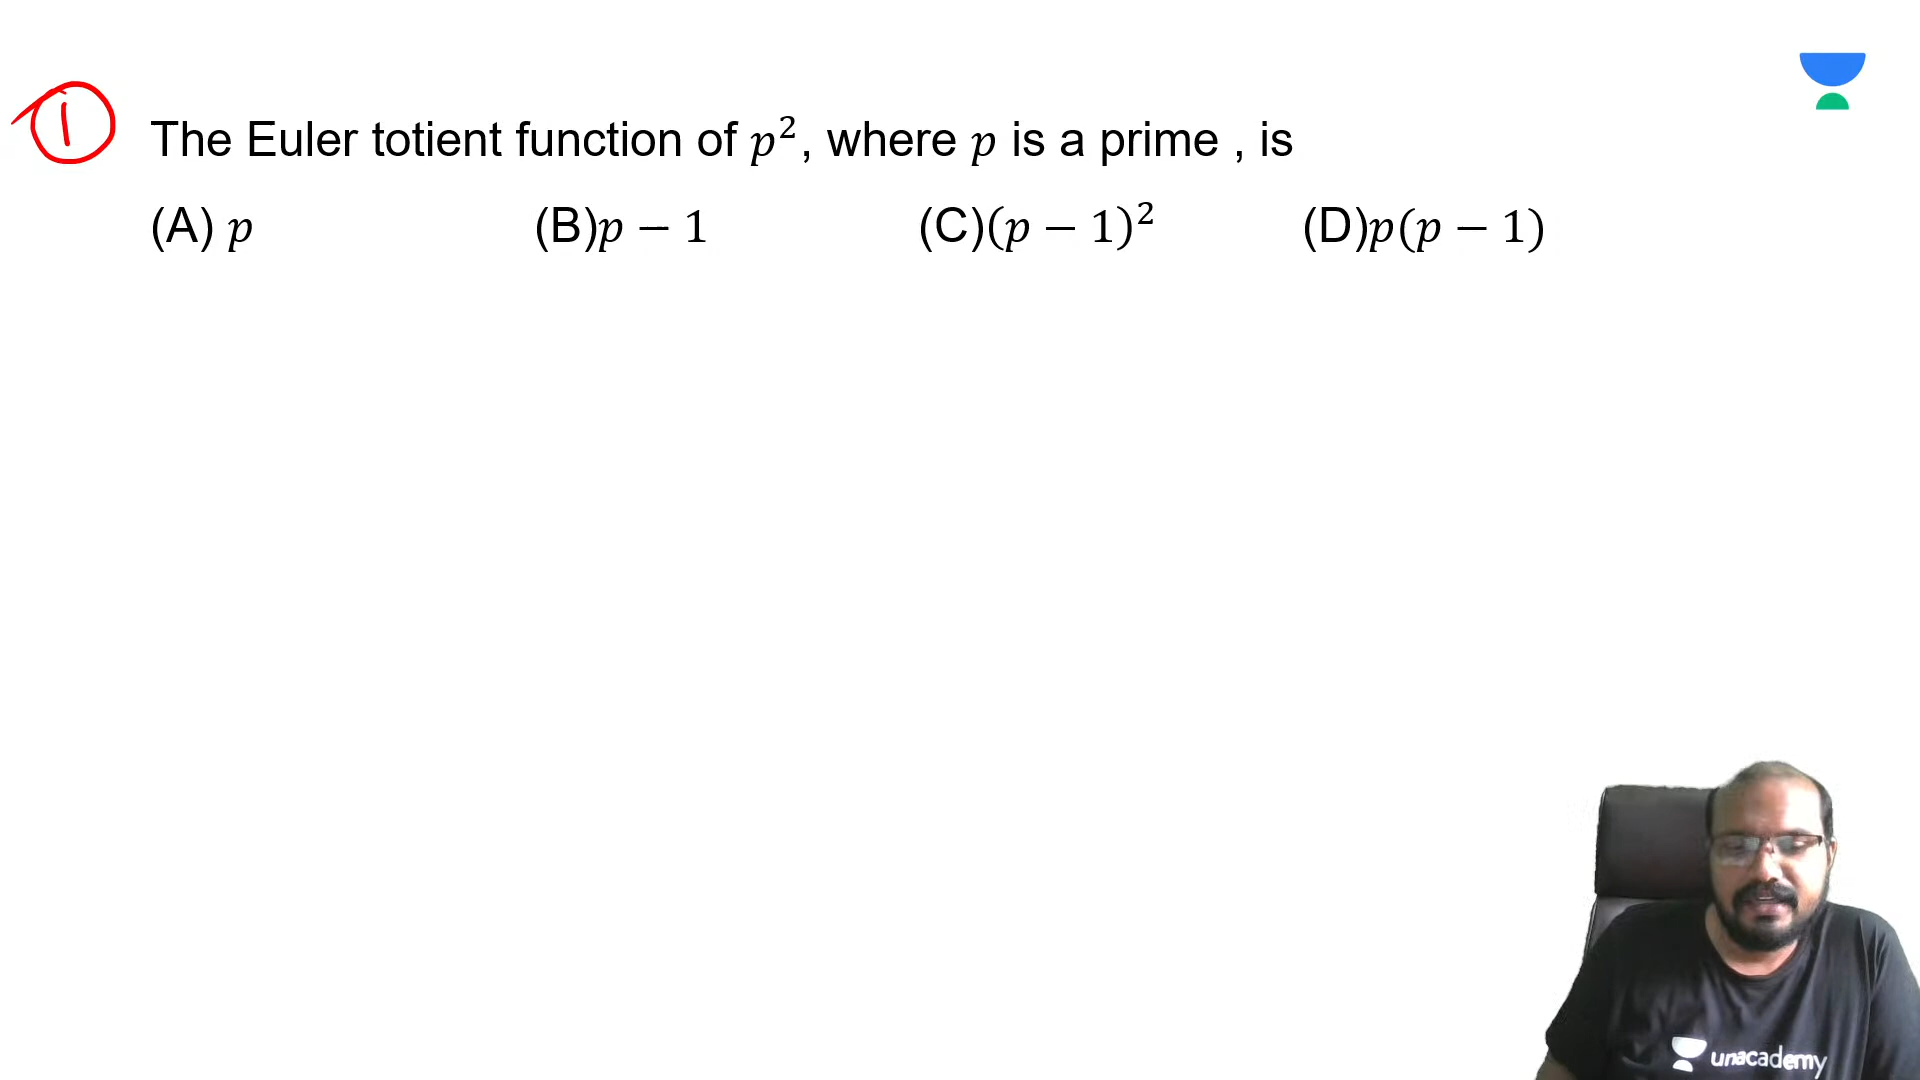 1
The Euler totient function of 𝑝², where 𝑝 is a prime , is
(A) 𝑝 (B)𝑝 − 1 (C)(𝑝 − 1)² (D)𝑝(𝑝 − 1)
unacademy